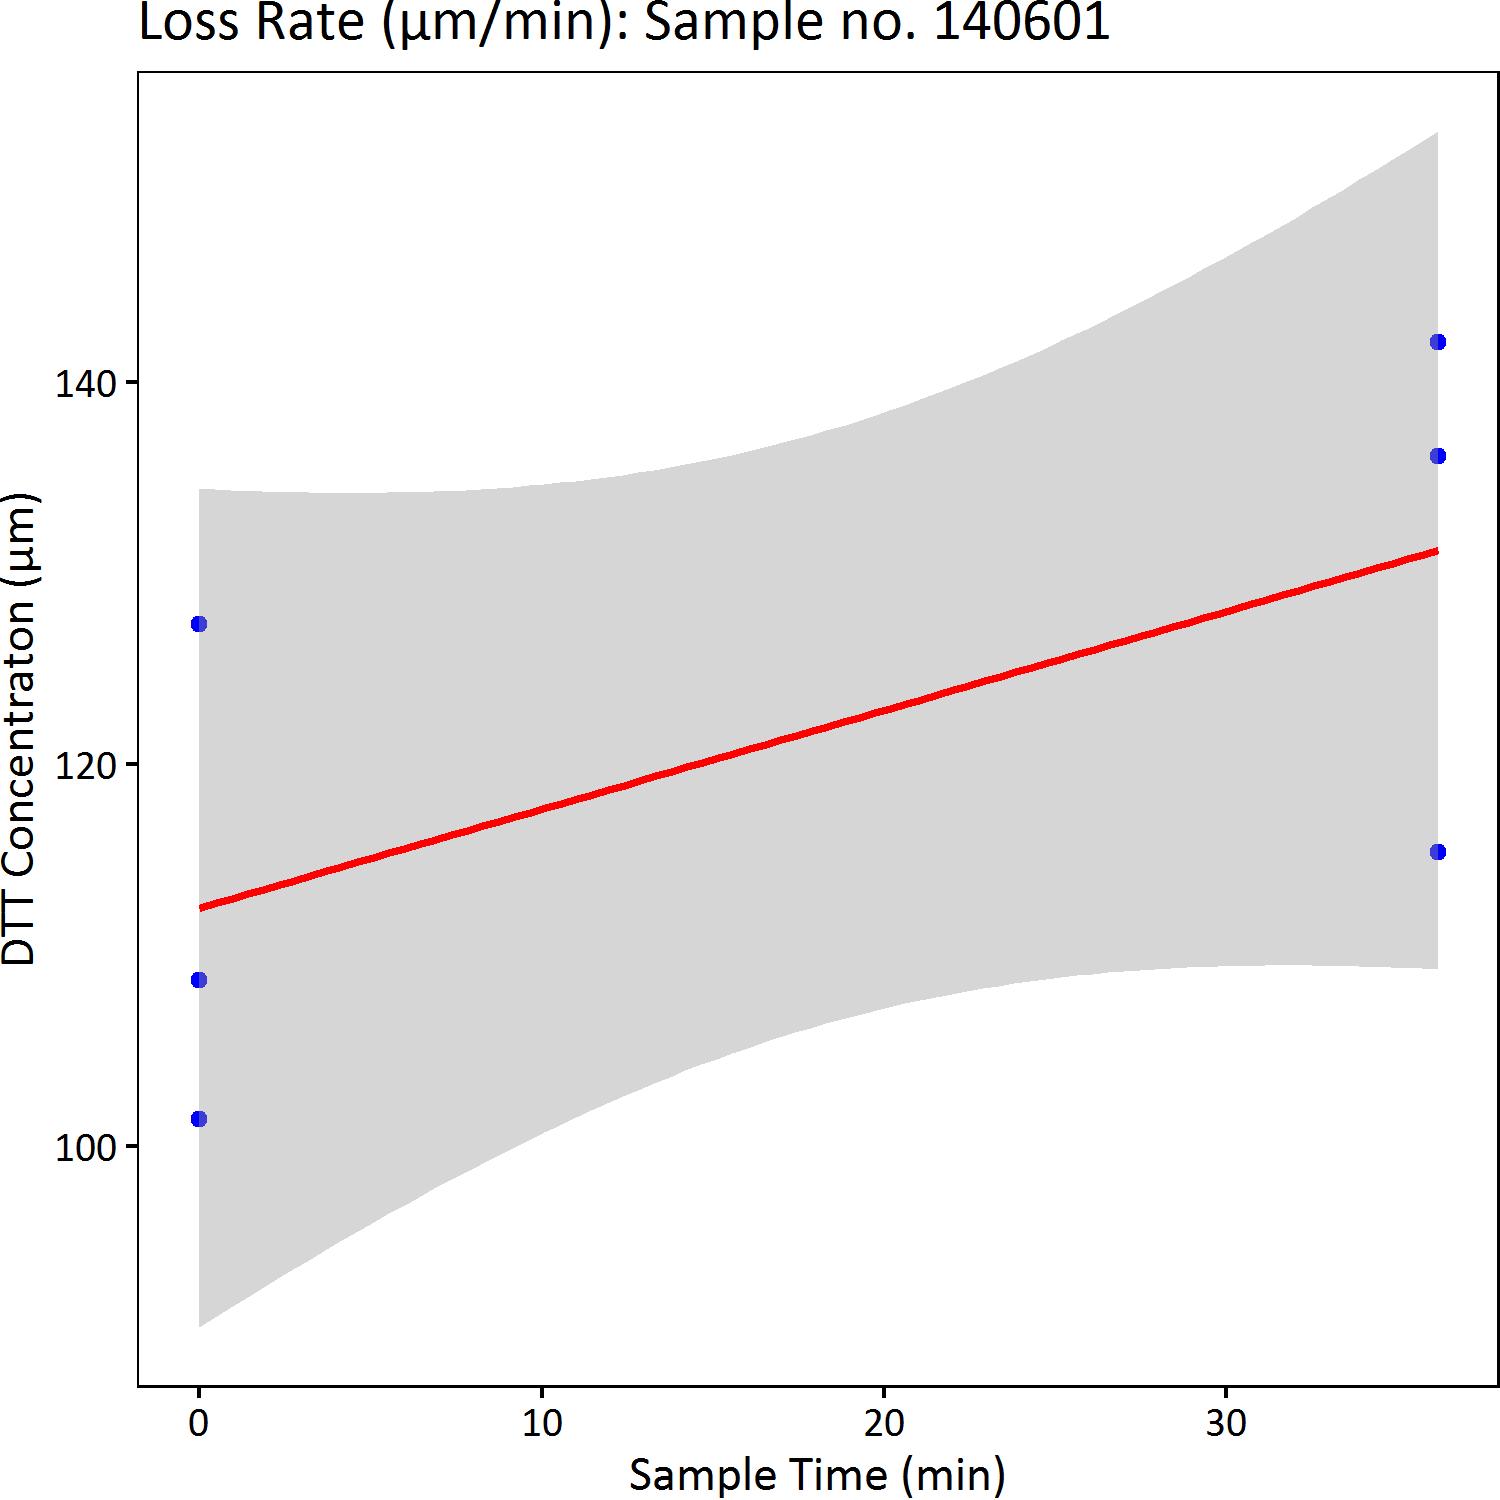 Loss Rate (µm/min): Sample no. 140601
DTT Concentraton (µm)
140
120
100
0 10 20 30
Sample Time (min)